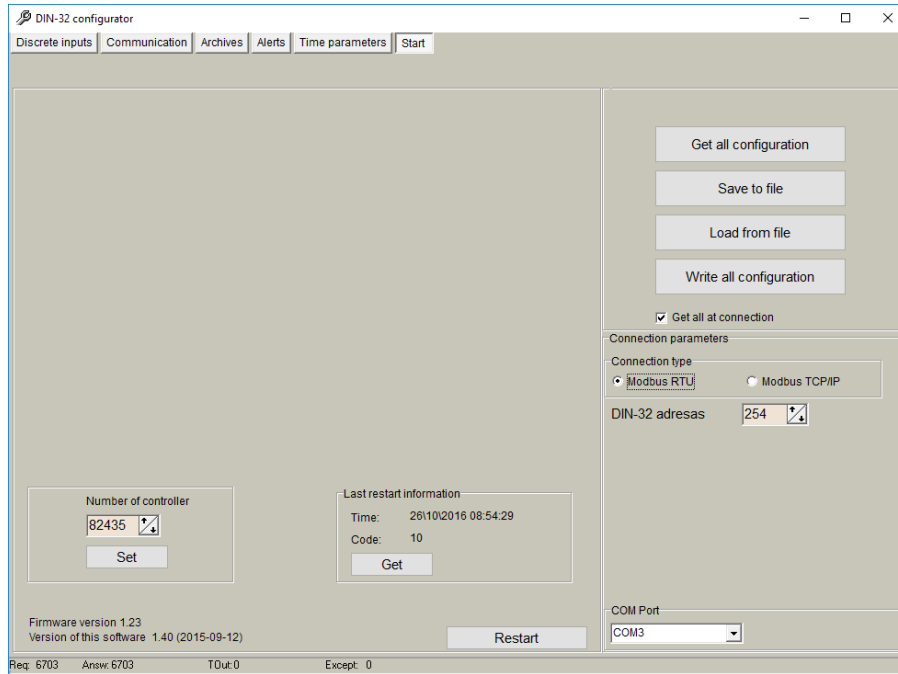 DIN-32 configurator
Discrete inputs Communication Archives Alerts Time parameters Start
Get all configuration
Save to file
Load from file
Write all configuration
Get all at connection
Connection parameters
Connection type
Modbus RTU Modbus TCP/IP
DIN-32 adresas 254
Number of controller
82435
Set
Last restart information
Time: 26\10\2016 08:54:29
Code: 10
Get
Firmware version 1.23
Version of this software 1.40 (2015-09-12)
Restart
COM Port
COM3
Req: 6703 Answ: 6703 TOut: 0 Except: 0